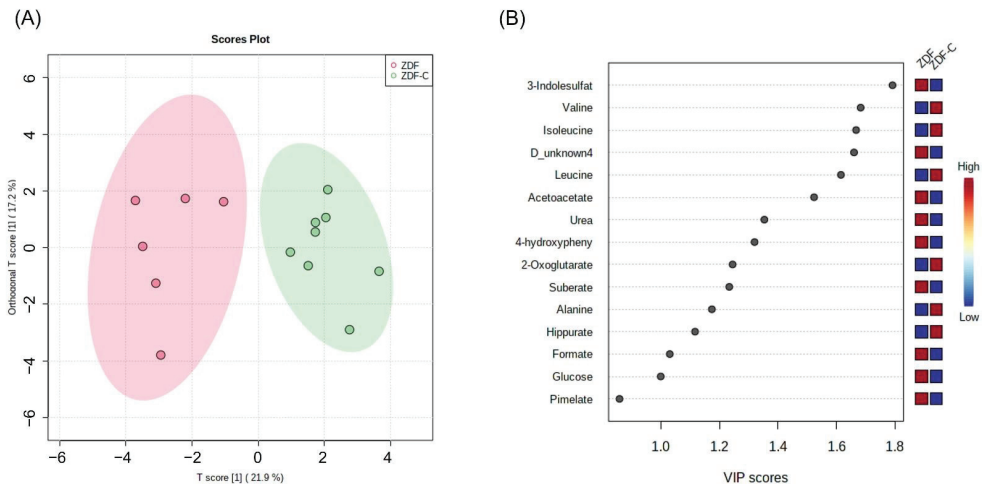 (A)
Scores Plot
ZDF
ZDF-C
6
4
2
0
−2
−4
−6
Orthooonal T score [1] ( 17.2 %)
−6
−4
−2
0
2
4
T score [1] ( 21.9 %)
(B)
ZDF
ZDF-C
3-Indolesulfat
Valine
Isoleucine
D_unknown4
Leucine
Acetoacetate
Urea
4-hydroxypheny
2-Oxoglutarate
Suberate
Alanine
Hippurate
Formate
Glucose
Pimelate
High
Low
1.0
1.2
1.4
1.6
1.8
VIP scores